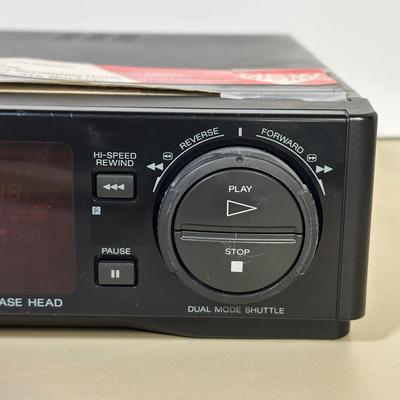 REVERSE
FORWARD
HI-SPEED
REWIND
PLAY
STOP
PAUSE
ASE HEAD
DUAL MODE SHUTTLE